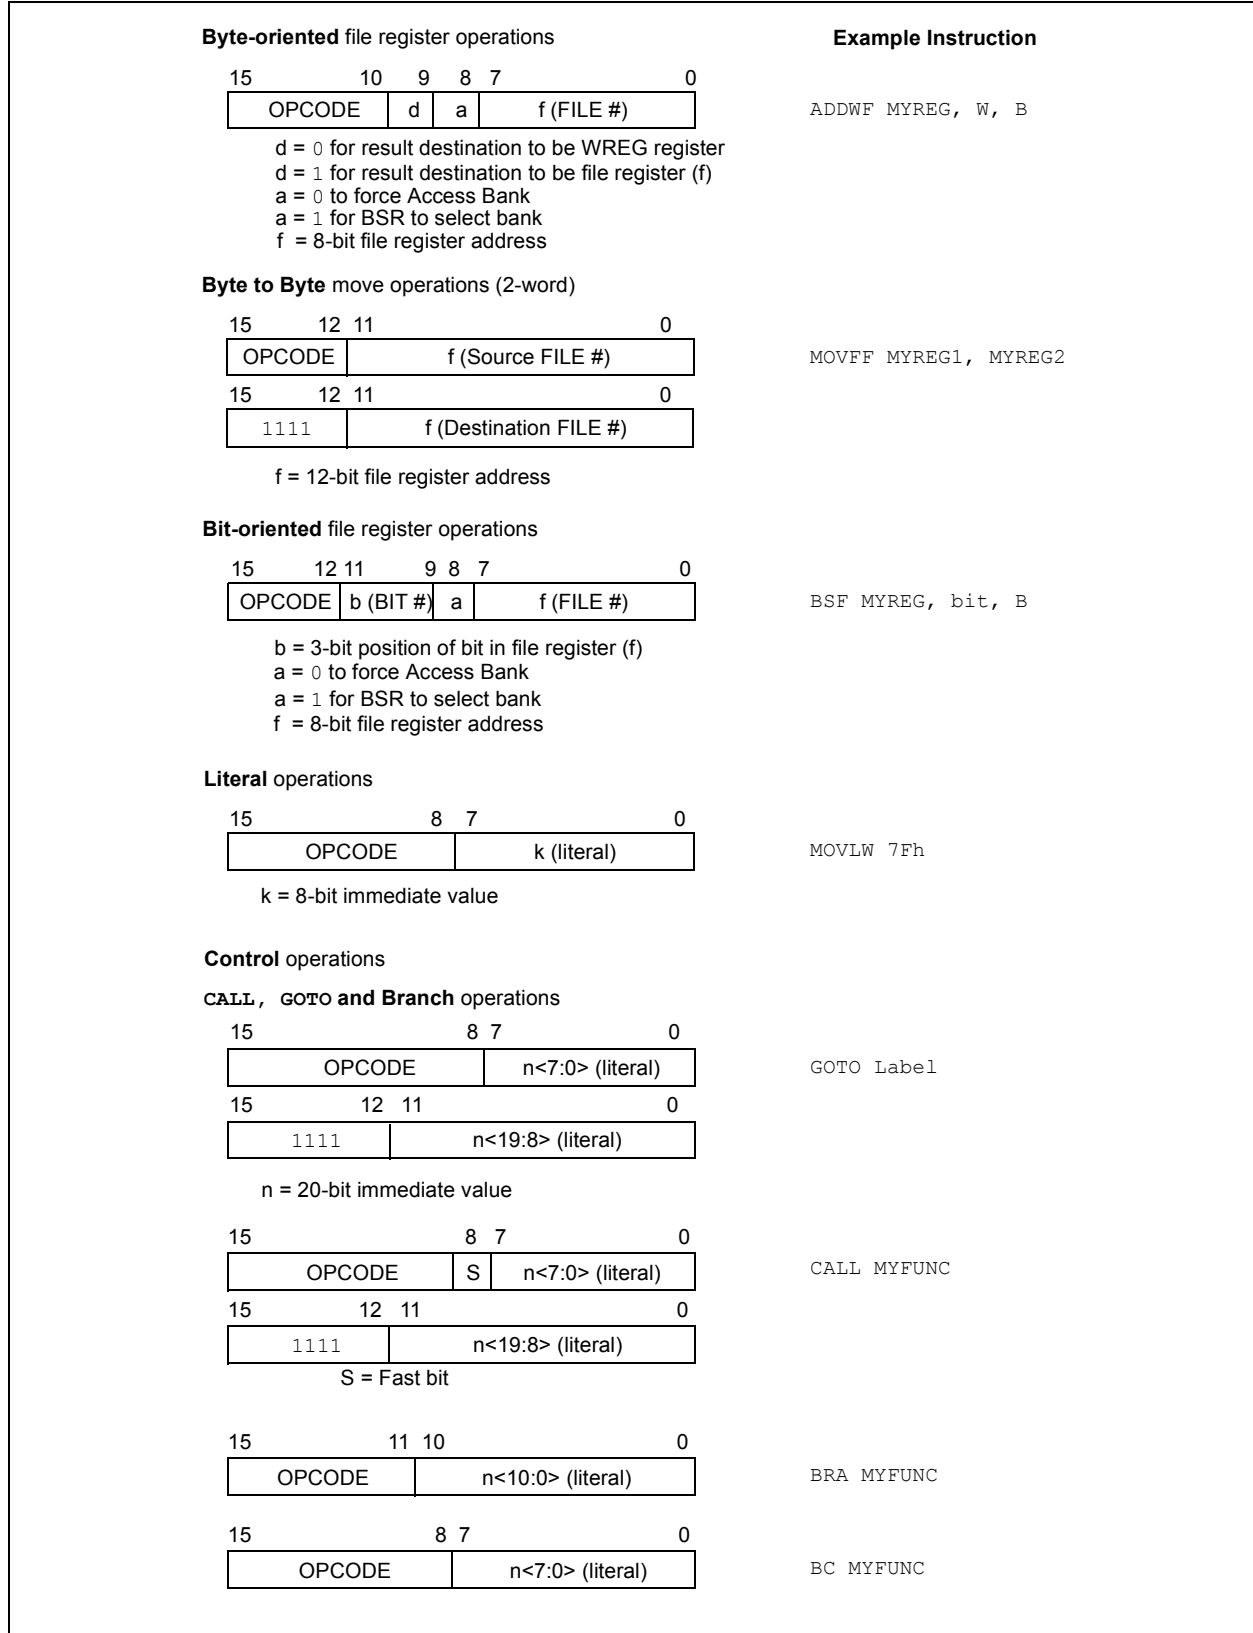 Byte-oriented file register operations Example Instruction
15 10 9 8 7 0
OPCODE d a f (FILE #) ADDWF MYREG, W, B
d = 0 for result destination to be WREG register
d = 1 for result destination to be file register (f)
a = 0 to force Access Bank
a = 1 for BSR to select bank
f = 8-bit file register address
Byte to Byte move operations (2-word)
15 12 11 0
OPCODE f (Source FILE #) MOVFF MYREG1, MYREG2
15 12 11 0
1111 f (Destination FILE #)
f = 12-bit file register address
Bit-oriented file register operations
15 12 11 9 8 7 0
OPCODE b (BIT #) a f (FILE #) BSF MYREG, bit, B
b = 3-bit position of bit in file register (f)
a = 0 to force Access Bank
a = 1 for BSR to select bank
f = 8-bit file register address
Literal operations
15 8 7 0
OPCODE k (literal) MOVLW 7Fh
k = 8-bit immediate value
Control operations
CALL, GOTO and Branch operations
15 8 7 0
OPCODE n<7:0> (literal) GOTO Label
15 12 11 0
1111 n<19:8> (literal)
n = 20-bit immediate value
15 8 7 0
OPCODE S n<7:0> (literal) CALL MYFUNC
15 12 11 0
1111 n<19:8> (literal)
S = Fast bit
15 11 10 0
OPCODE n<10:0> (literal) BRA MYFUNC
15 8 7 0
OPCODE n<7:0> (literal) BC MYFUNC